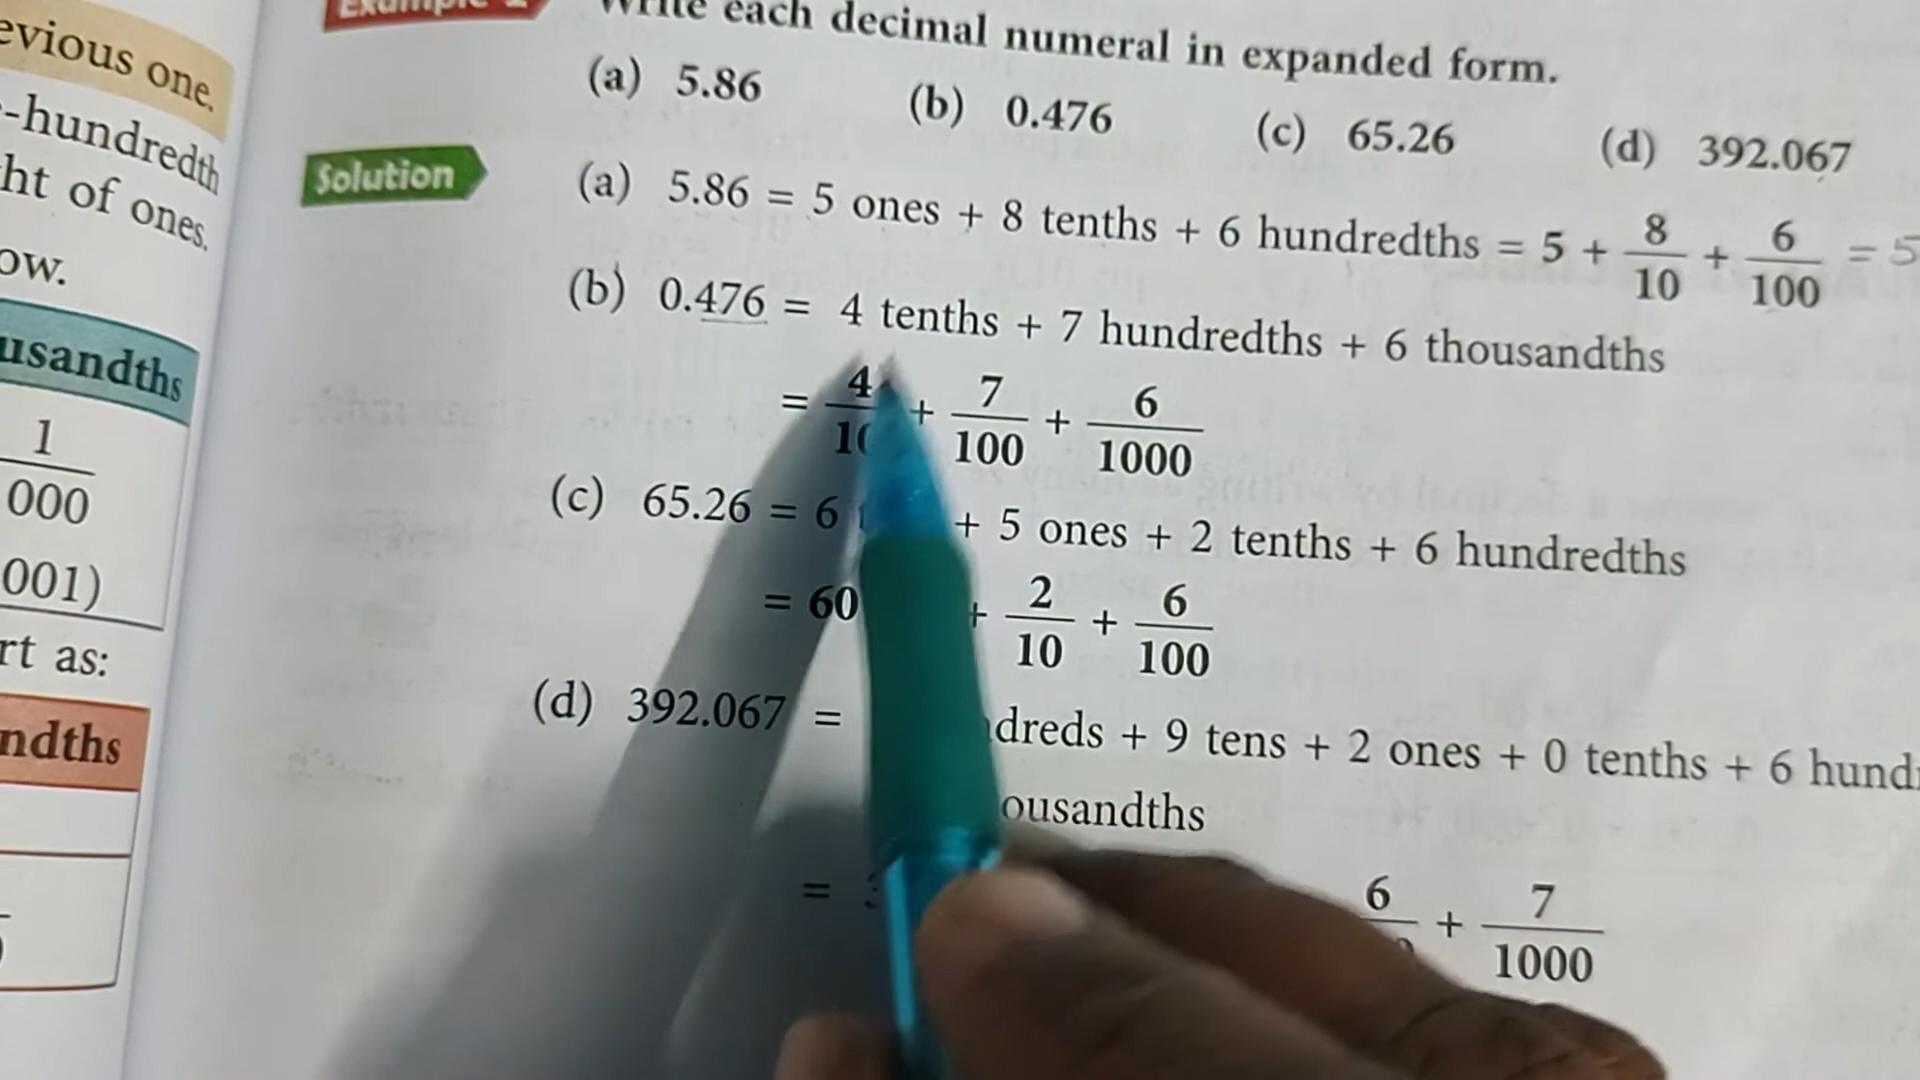 evious one.
-hundredth
ht of ones.
ow.
usandths
1
000
001)
rt as:
ndths
Example
Write each decimal numeral in expanded form.
(a) 5.86 (b) 0.476 (c) 65.26 (d) 392.067
Solution
(a) 5.86 = 5 ones + 8 tenths + 6 hundredths = 5 + 8/10 + 6/100 = 5
(b) 0.476 = 4 tenths + 7 hundredths + 6 thousandths
= 4/10 + 7/100 + 6/1000
(c) 65.26 = 6 + 5 ones + 2 tenths + 6 hundredths
= 60 + 2/10 + 6/100
(d) 392.067 = dreds + 9 tens + 2 ones + 0 tenths + 6 hund
ousandths
= 6 + 7/1000